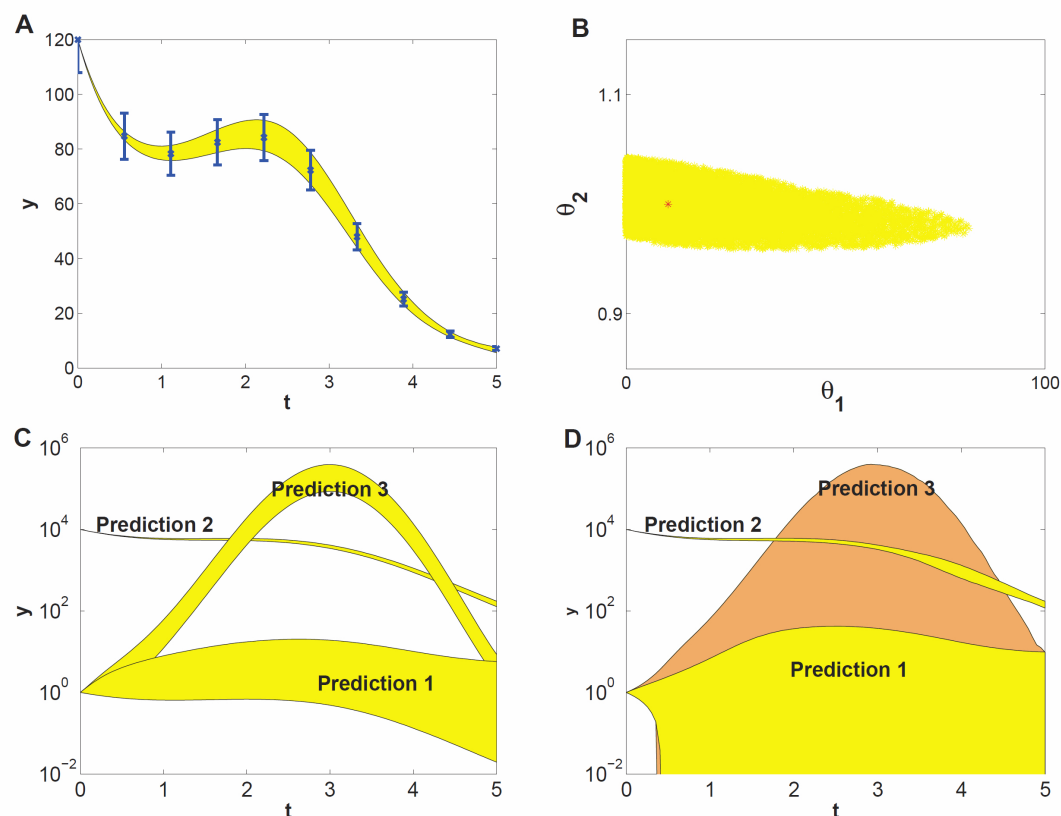 A
120
100
80
60
40
20
0
y
0 1 2 3 4 5
t
B
1.1
0.9
θ2
0 100
θ1
C
10^6
10^4
10^2
10^0
10^-2
y
Prediction 3
Prediction 2
Prediction 1
0 1 2 3 4 5
t
D
10^6
10^4
10^2
10^0
10^-2
y
Prediction 3
Prediction 2
Prediction 1
0 1 2 3 4 5
t